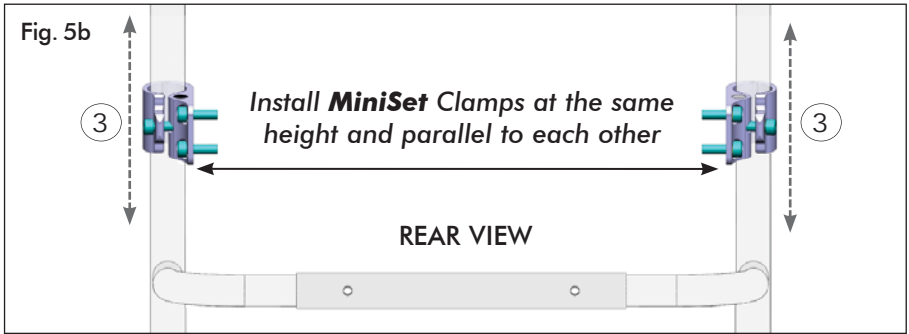 Fig. 5b
3
Install MiniSet Clamps at the same
height and parallel to each other
3
REAR VIEW